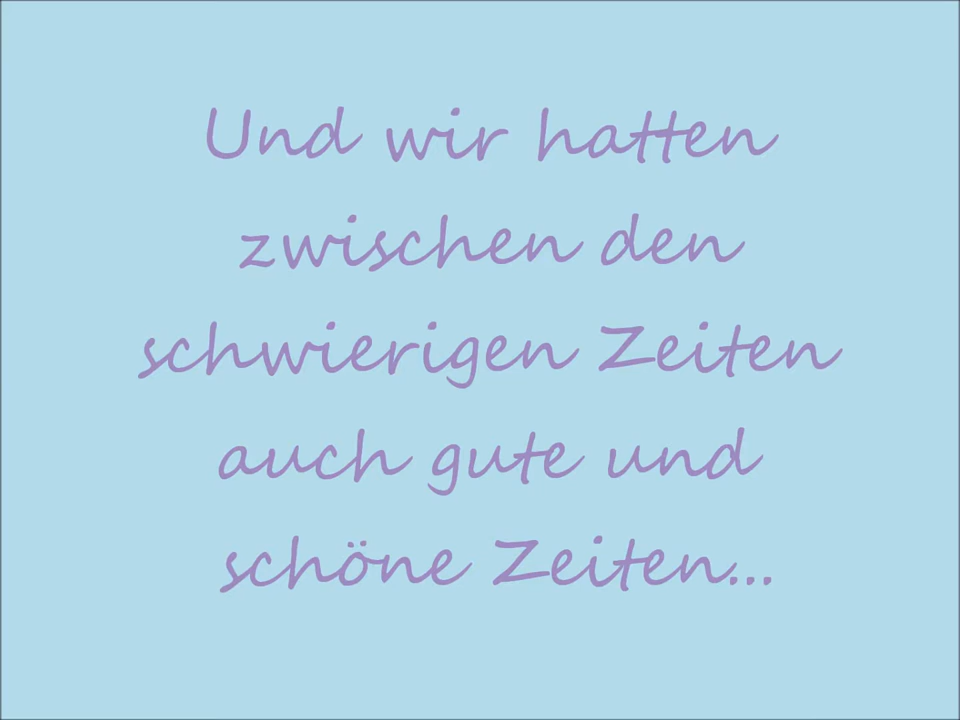 Und wir hatten
zwischen den
schwierigen Zeiten
auch gute und
schöne Zeiten...